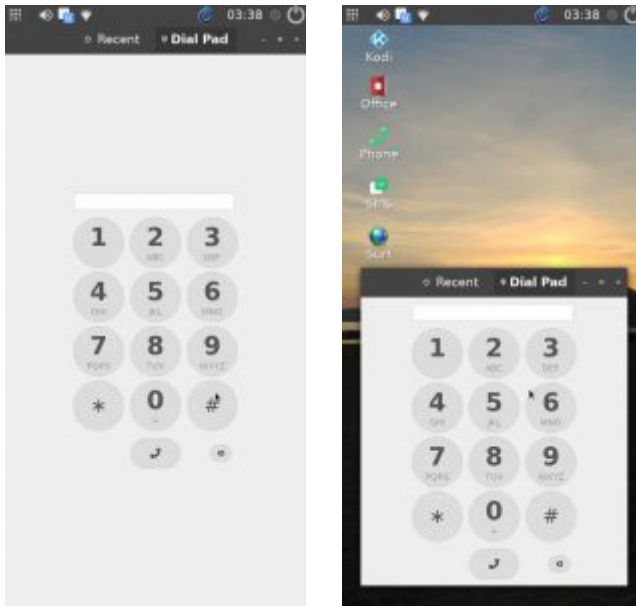 03:38
Recent Dial Pad
1 2 3
ABC DEF
4 5 6
GHI JKL MNO
7 8 9
PQRS TUV WXYZ
* 0 #
+
03:38
Kodi
Office
Phone
SMS
Surf
Recent Dial Pad
1 2 3
ABC DEF
4 5 6
GHI JKL MNO
7 8 9
PQRS TUV WXYZ
* 0 #
+